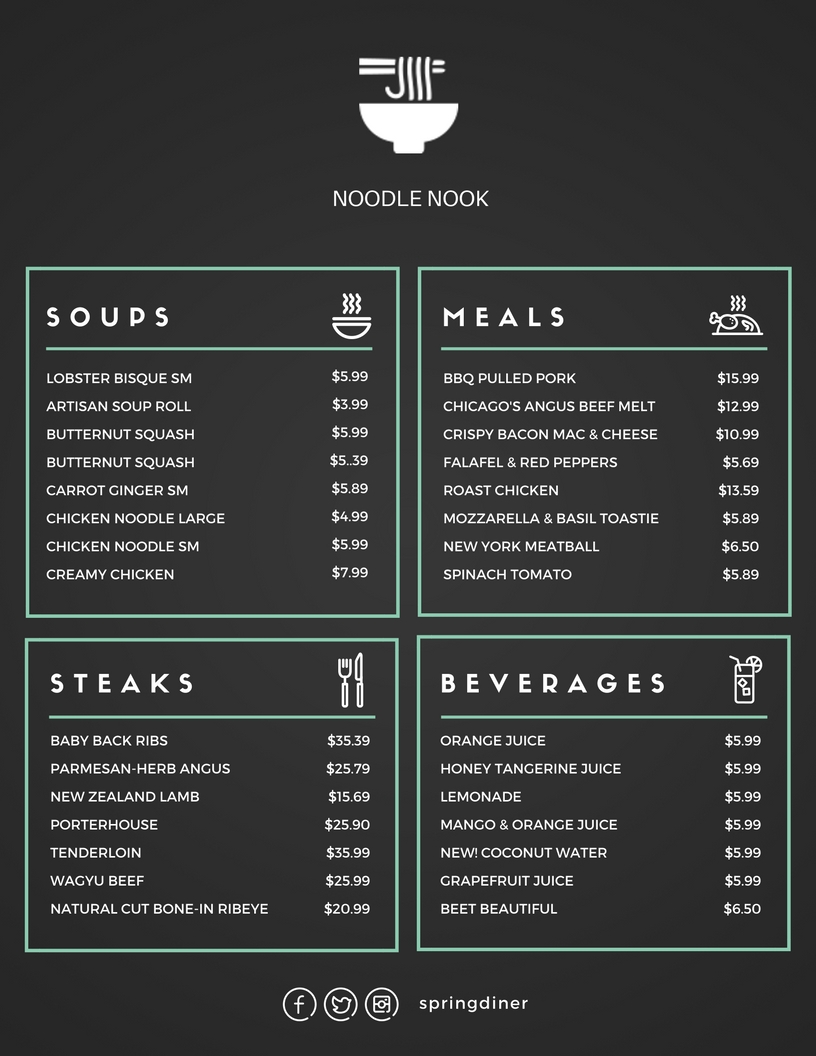 NOODLE NOOK
SOUPS
LOBSTER BISQUE SM $5.99
ARTISAN SOUP ROLL $3.99
BUTTERNUT SQUASH $5.99
BUTTERNUT SQUASH $5..39
CARROT GINGER SM $5.89
CHICKEN NOODLE LARGE $4.99
CHICKEN NOODLE SM $5.99
CREAMY CHICKEN $7.99
MEALS
BBQ PULLED PORK $15.99
CHICAGO'S ANGUS BEEF MELT $12.99
CRISPY BACON MAC & CHEESE $10.99
FALAFEL & RED PEPPERS $5.69
ROAST CHICKEN $13.59
MOZZARELLA & BASIL TOASTIE $5.89
NEW YORK MEATBALL $6.50
SPINACH TOMATO $5.89
STEAKS
BABY BACK RIBS $35.39
PARMESAN-HERB ANGUS $25.79
NEW ZEALAND LAMB $15.69
PORTERHOUSE $25.90
TENDERLOIN $35.99
WAGYU BEEF $25.99
NATURAL CUT BONE-IN RIBEYE $20.99
BEVERAGES
ORANGE JUICE $5.99
HONEY TANGERINE JUICE $5.99
LEMONADE $5.99
MANGO & ORANGE JUICE $5.99
NEW! COCONUT WATER $5.99
GRAPEFRUIT JUICE $5.99
BEET BEAUTIFUL $6.50
springdiner